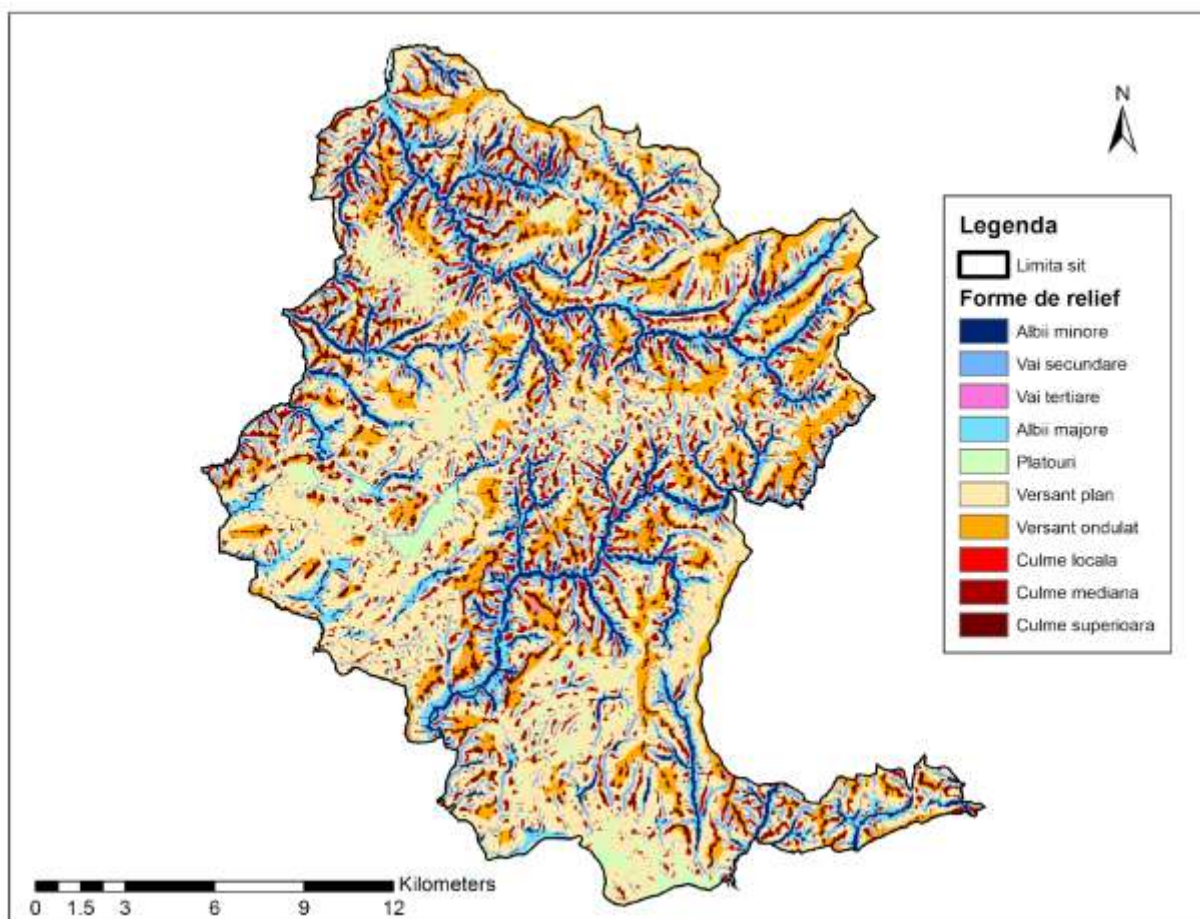 N
Legenda
Limita sit
Forme de relief
Albii minore
Vai secundare
Vai tertiare
Albii majore
Platouri
Versant plan
Versant ondulat
Culme locala
Culme mediana
Culme superioara
Kilometers
0 1.5 3 6 9 12